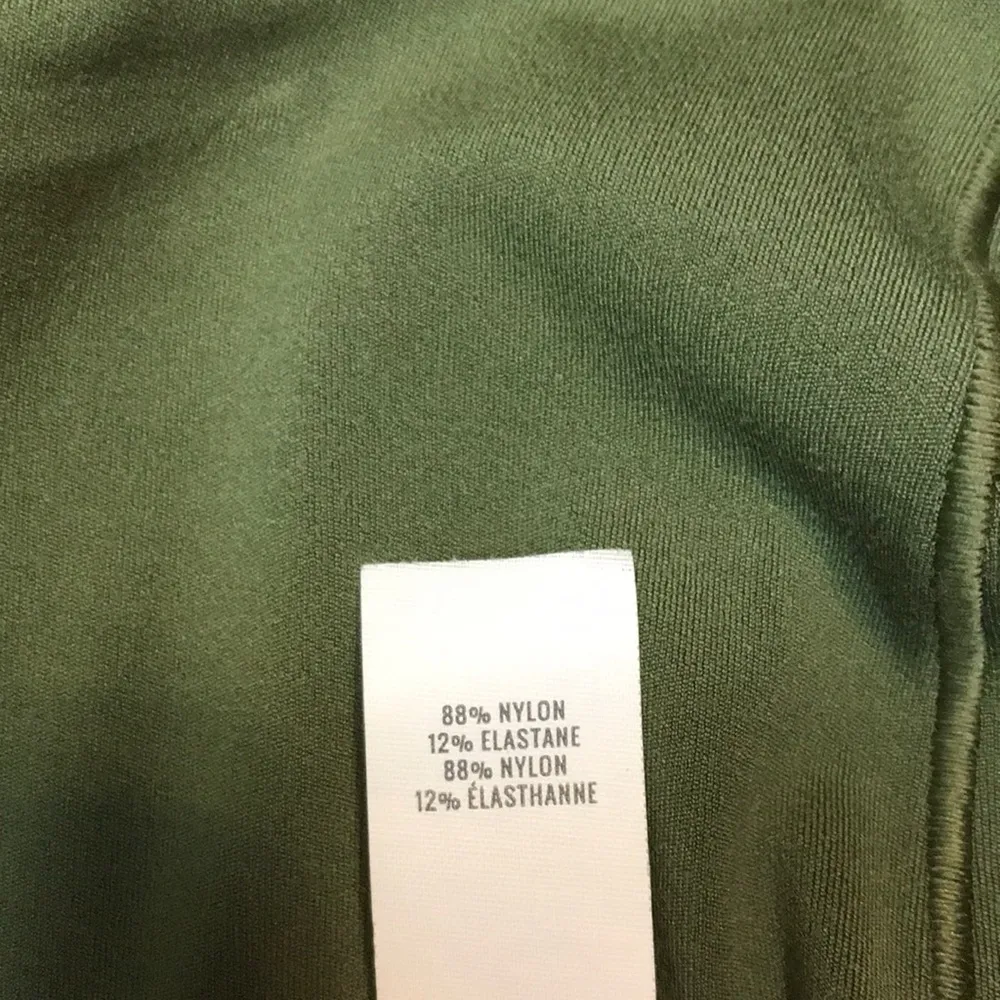 88% NYLON
12% ELASTANE
88% NYLON
12% ÉLASTHANNE